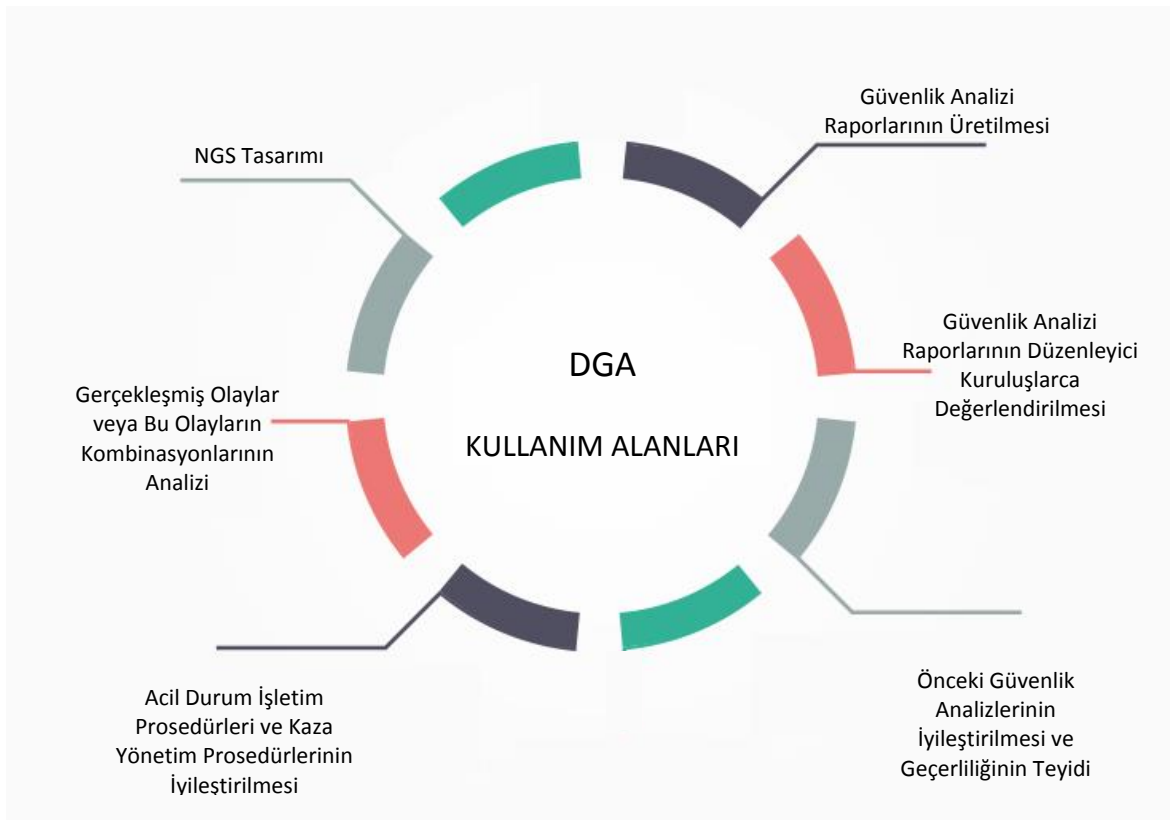 Güvenlik Analizi
Raporlarının Üretilmesi
NGS Tasarımı
Güvenlik Analizi
Raporlarının Düzenleyici
Kuruluşlarca
Değerlendirilmesi
DGA
KULLANIM ALANLARI
Gerçekleşmiş Olaylar
veya Bu Olayların
Kombinasyonlarının
Analizi
Acil Durum İşletim
Prosedürleri ve Kaza
Yönetim Prosedürlerinin
İyileştirilmesi
Önceki Güvenlik
Analizlerinin
İyileştirilmesi ve
Geçerliliğinin Teyidi